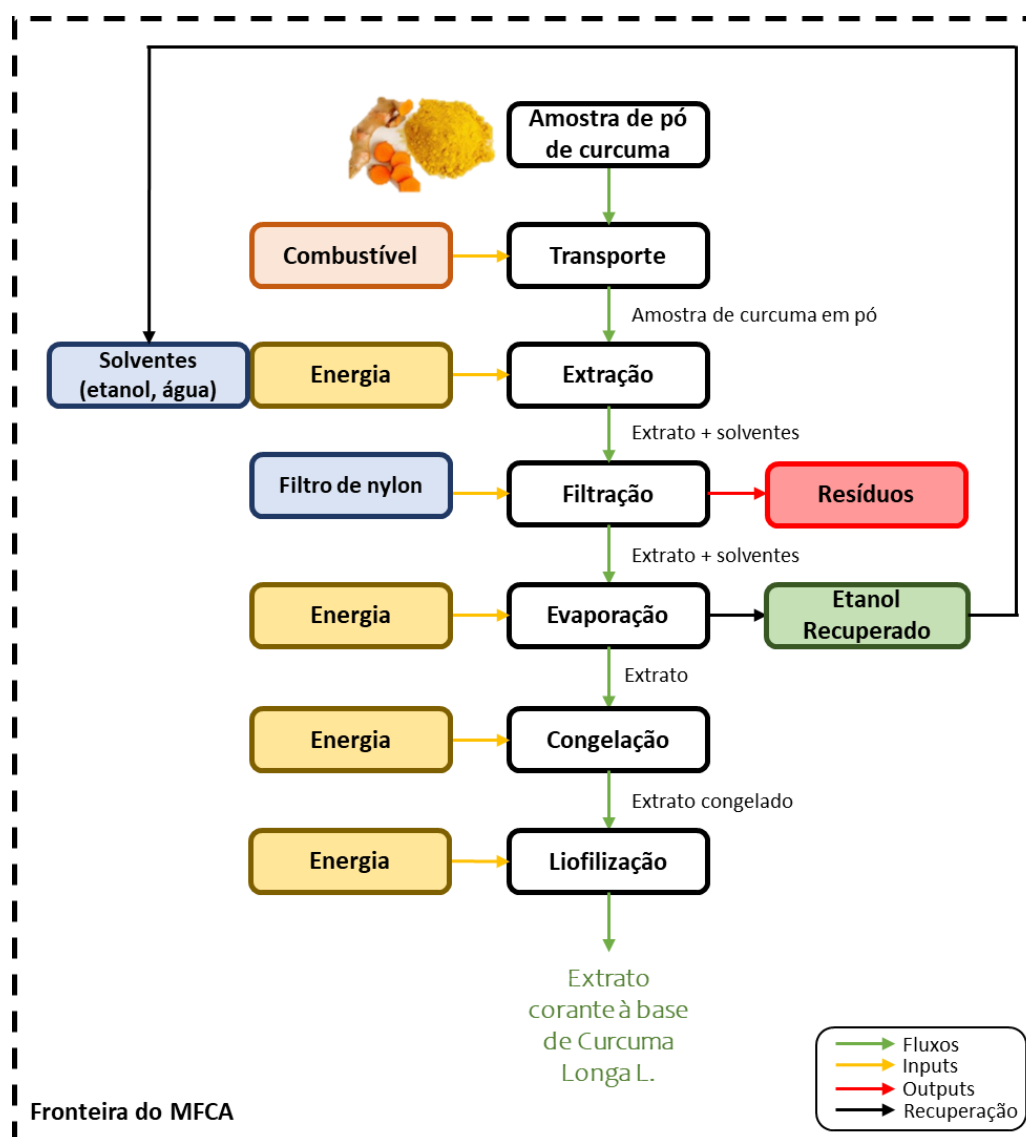 Amostra de pó
de curcuma
Combustível
Transporte
Amostra de curcuma em pó
Solventes
(etanol, água)
Energia
Extração
Extrato + solventes
Filtro de nylon
Filtração
Resíduos
Extrato + solventes
Energia
Evaporação
Etanol
Recuperado
Extrato
Energia
Congelação
Extrato congelado
Energia
Liofilização
Extrato
corante à base
de Curcuma
Longa L.
Fluxos
Inputs
Outputs
Recuperação
Fronteira do MFCA